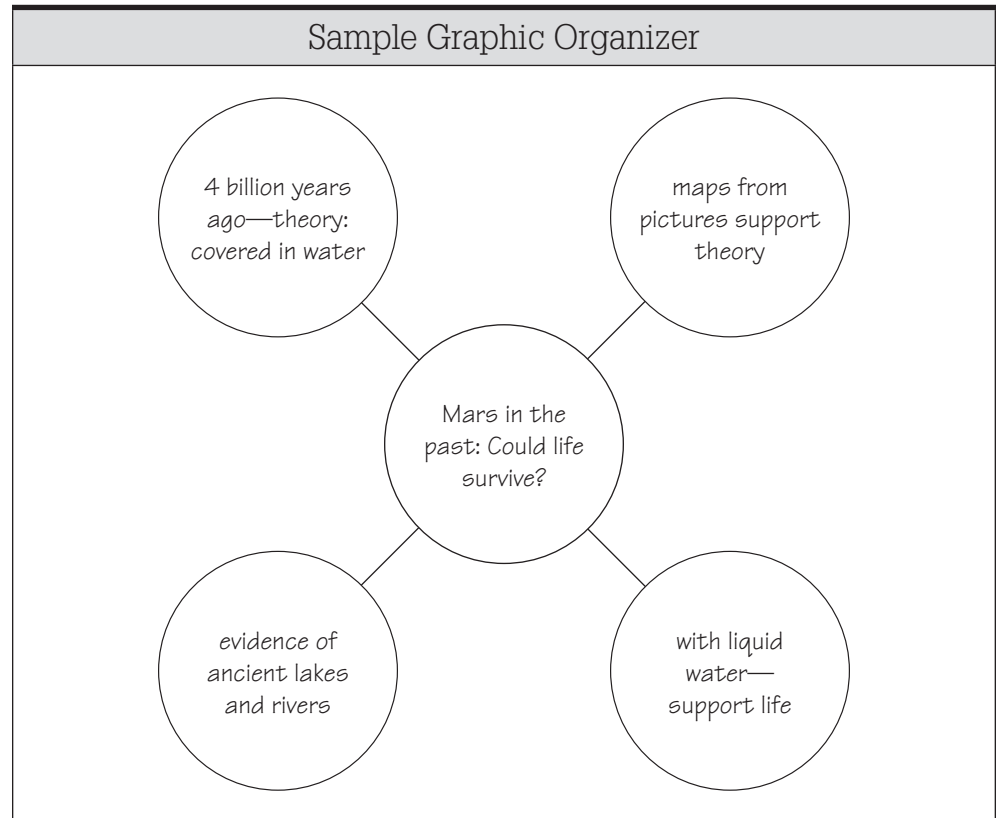 Sample Graphic Organizer
4 billion years
ago—theory:
covered in water
maps from
pictures support
theory
Mars in the
past: Could life
survive?
evidence of
ancient lakes
and rivers
with liquid
water—
support life